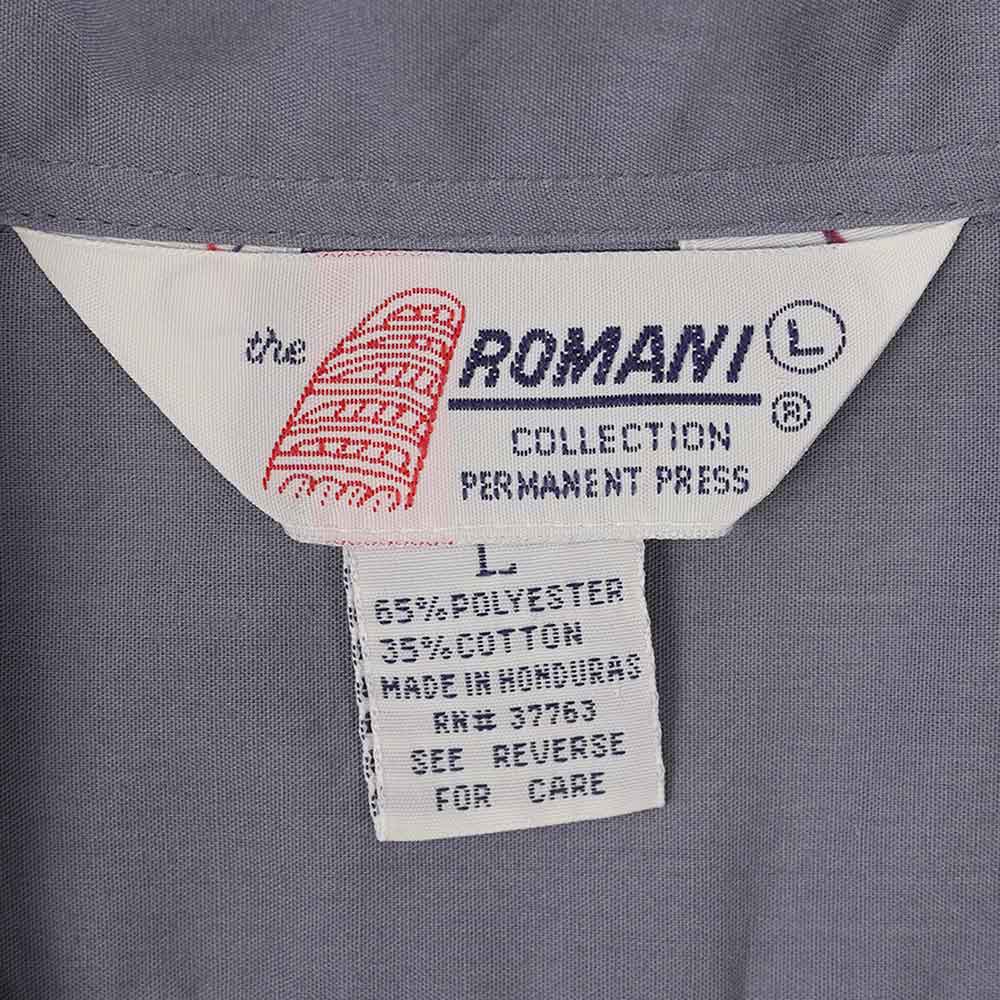 the ROMANI L
®
COLLECTION
PERMANENT PRESS
L
65% POLYESTER
35% COTTON
MADE IN HONDURAS
RN# 37763
SEE REVERSE
FOR CARE